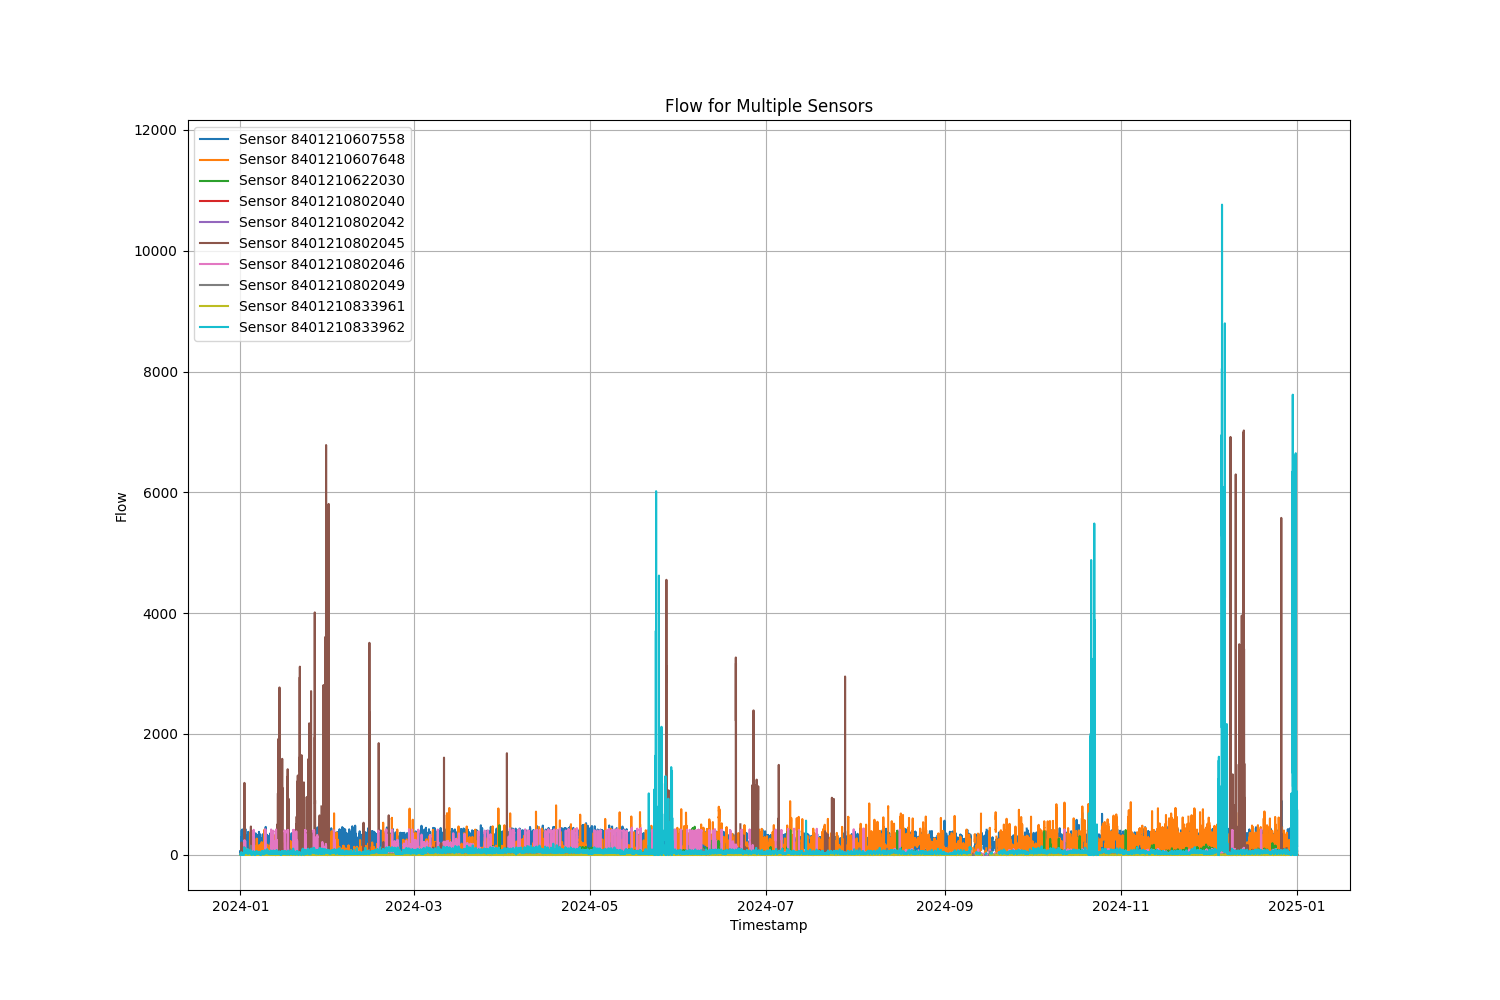 Flow for Multiple Sensors
12000
10000
8000
6000
4000
2000
0
Flow
Sensor 8401210607558
Sensor 8401210607648
Sensor 8401210622030
Sensor 8401210802040
Sensor 8401210802042
Sensor 8401210802045
Sensor 8401210802046
Sensor 8401210802049
Sensor 8401210833961
Sensor 8401210833962
2024-01 2024-03 2024-05 2024-07 2024-09 2024-11 2025-01
Timestamp